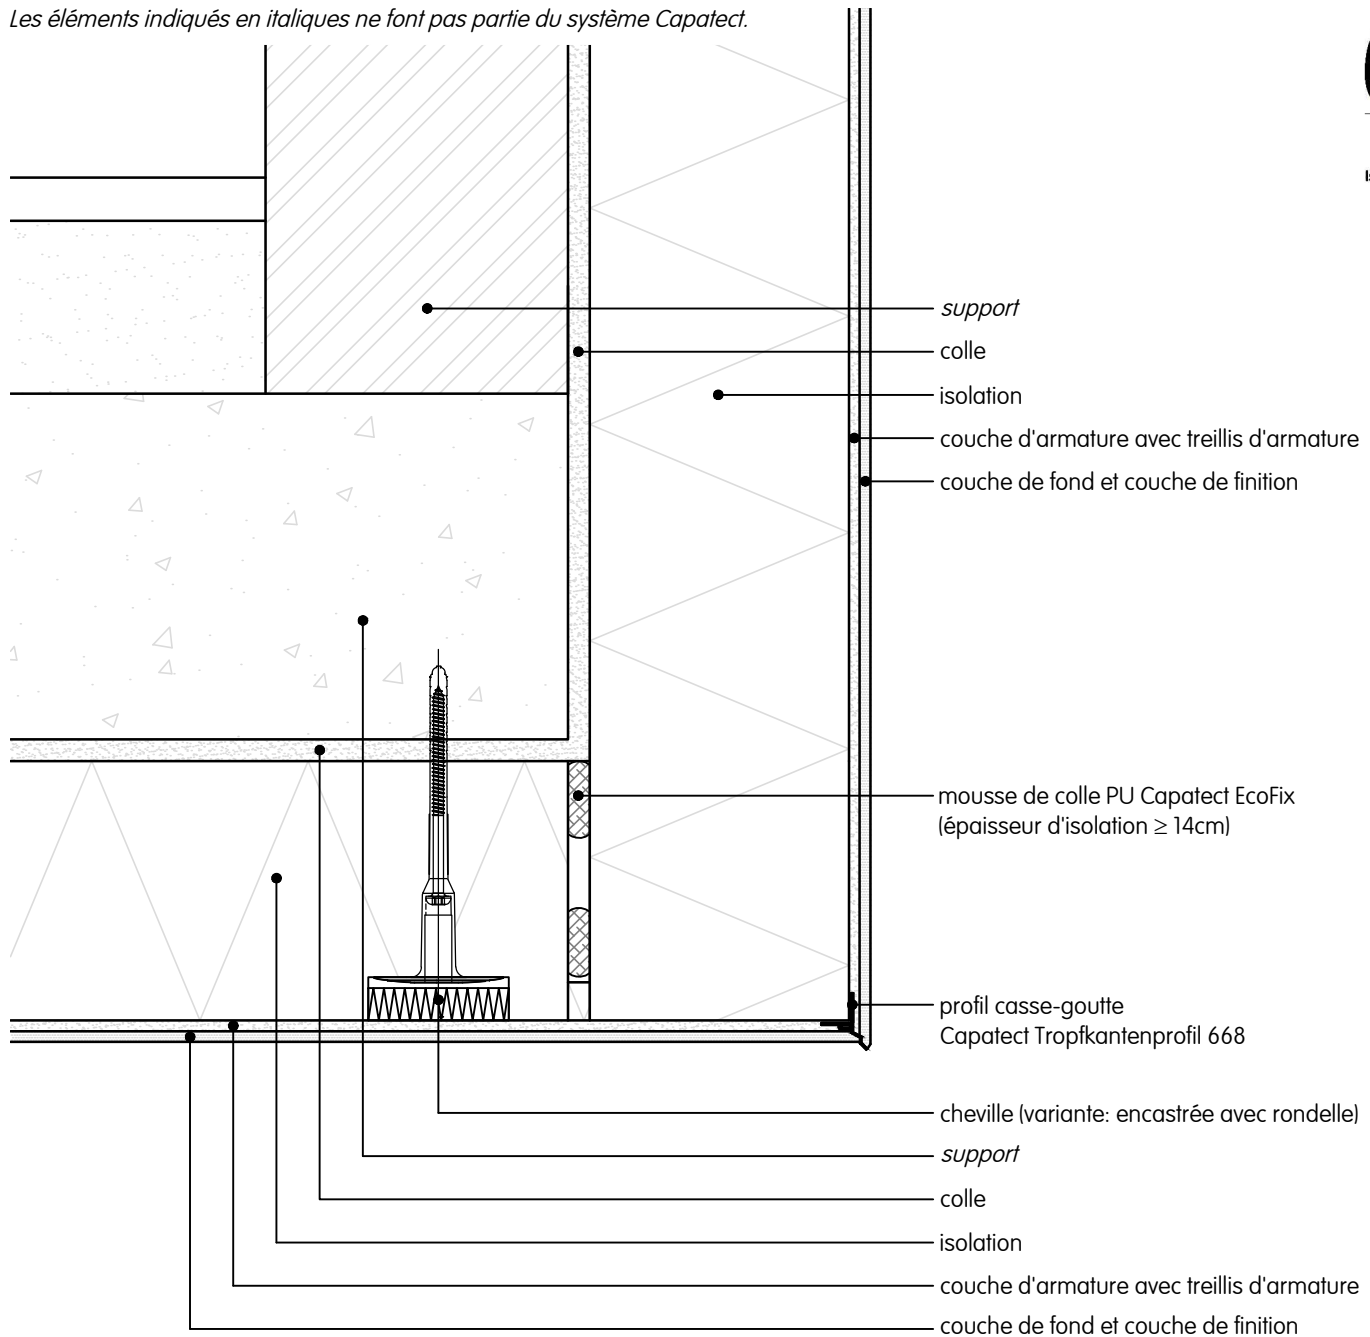 Les éléments indiqués en italiques ne font pas partie du système Capatect.
support
colle
isolation
couche d'armature avec treillis d'armature
couche de fond et couche de finition
mousse de colle PU Capatect EcoFix
(épaisseur d'isolation ≥ 14cm)
profil casse-goutte
Capatect Tropfkantenprofil 668
cheville (variante: encastrée avec rondelle)
support
colle
isolation
couche d'armature avec treillis d'armature
couche de fond et couche de finition